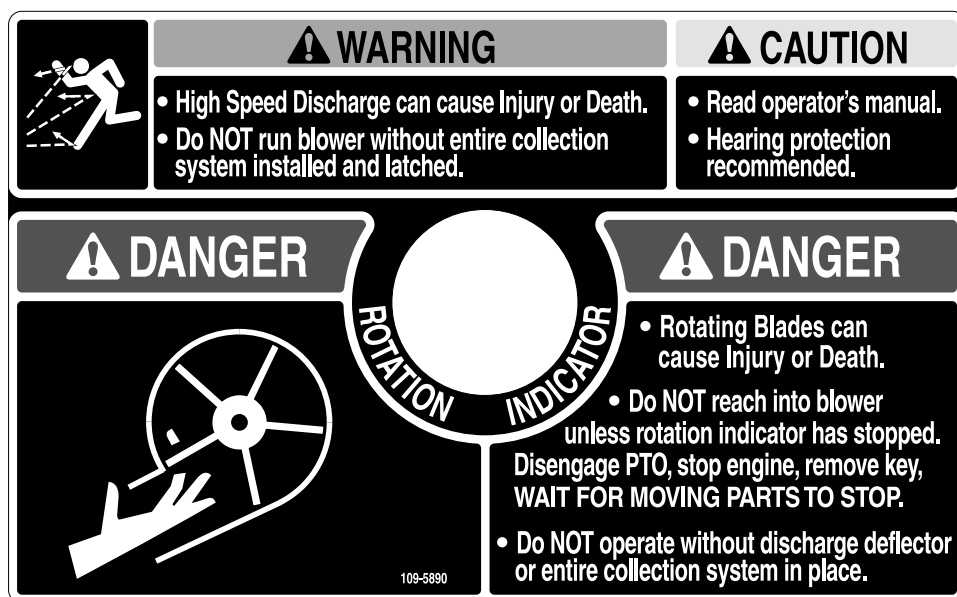 WARNING
• High Speed Discharge can cause Injury or Death.
• Do NOT run blower without entire collection
system installed and latched.
CAUTION
• Read operator's manual.
• Hearing protection
recommended.
DANGER
109-5890
ROTATION INDICATOR
DANGER
• Rotating Blades can
cause Injury or Death.
• Do NOT reach into blower
unless rotation indicator has stopped.
Disengage PTO, stop engine, remove key,
WAIT FOR MOVING PARTS TO STOP.
• Do NOT operate without discharge deflector
or entire collection system in place.